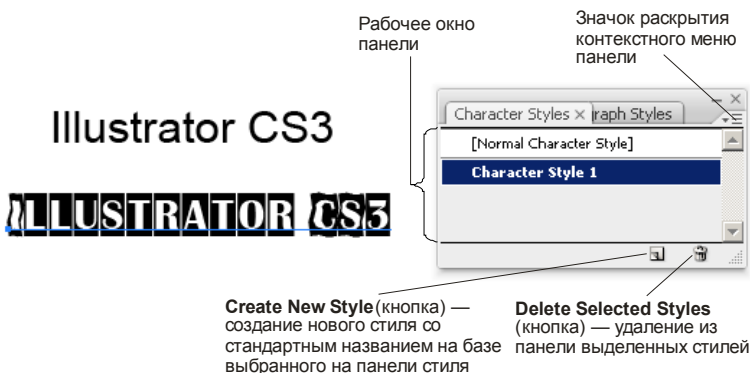 Рабочее окно
панели
Значок раскрытия
контекстного меню
панели
Illustrator CS3
ILLUSTRATOR CS3
Character Styles × raph Styles
[Normal Character Style]
Character Style 1
Create New Style (кнопка) —
создание нового стиля со
стандартным названием на базе
выбранного на панели стиля
Delete Selected Styles
(кнопка) — удаление из
панели выделенных стилей